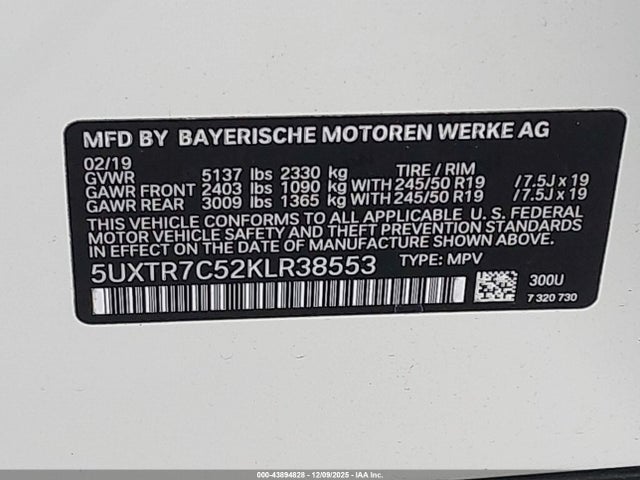 MFD BY BAYERISCHE MOTOREN WERKE AG
02/19
GVWR 5137 lbs 2330 kg TIRE / RIM
GAWR FRONT 2403 lbs 1090 kg WITH 245/50 R19 / 7.5J x 19
GAWR REAR 3009 lbs 1365 kg WITH 245/50 R19 / 7.5J x 19
THIS VEHICLE CONFORMS TO ALL APPLICABLE U. S. FEDERAL
MOTOR VEHICLE SAFETY AND THEFT PREVENTION STANDARDS
IN EFFECT ON THE DATE OF MANUFACTURE SHOWN ABOVE.
5UXTR7C52KLR38553 TYPE: MPV
300U
7 320 730
000-43894828 - 12/09/2025 - IAAI Inc.